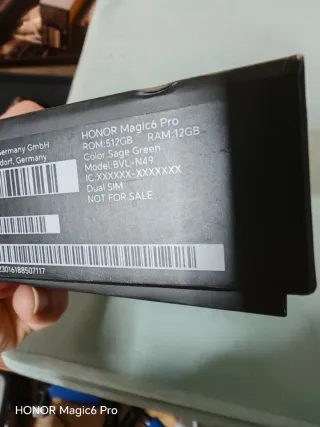 Germany GmbH
dorf, Germany
HONOR Magic6 Pro
ROM:512GB RAM:12GB
Color:Sage Green
Model:BVL-N49
IC:XXXXXX-XXXXXXX
Dual SIM
NOT FOR SALE
23016188507117
HONOR Magic6 Pro